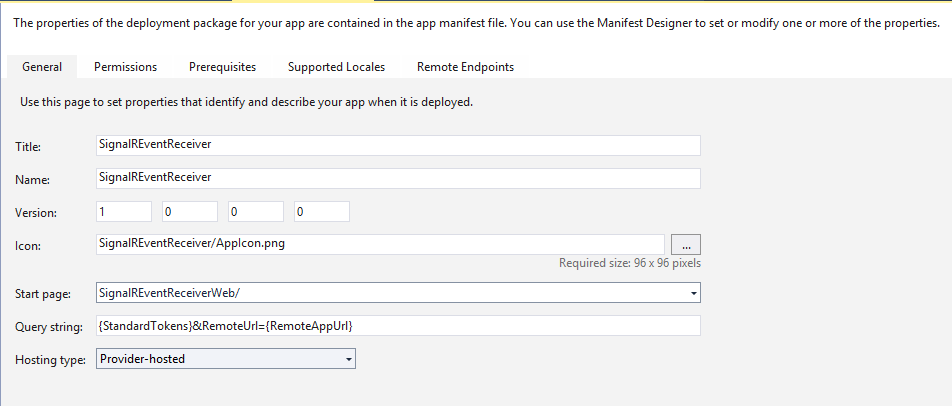 The properties of the deployment package for your app are contained in the app manifest file. You can use the Manifest Designer to set or modify one or more of the properties.
General Permissions Prerequisites Supported Locales Remote Endpoints
Use this page to set properties that identify and describe your app when it is deployed.
Title: SignalREventReceiver
Name: SignalREventReceiver
Version: 1 0 0 0
Icon: SignalREventReceiver/AppIcon.png ...
Required size: 96 x 96 pixels
Start page: SignalREventReceiverWeb/
Query string: {StandardTokens}&RemoteUrl={RemoteAppUrl}
Hosting type: Provider-hosted